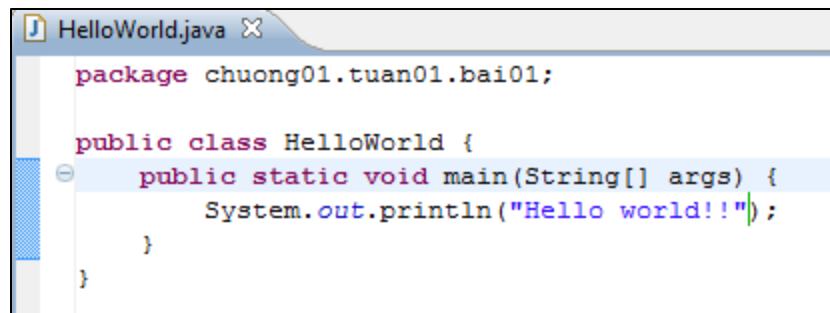 HelloWorld.java
package chuong01.tuan01.bai01;
public class HelloWorld {
public static void main(String[] args) {
System.out.println("Hello world!!");
}
}